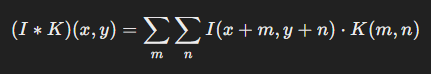 (I * K)(x, y) = ∑_m ∑_n I(x + m, y + n) · K(m, n)